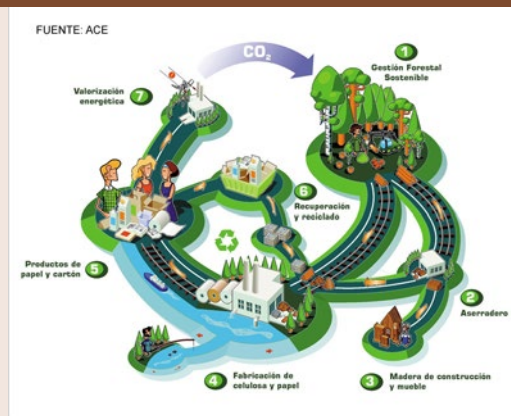 FUENTE: ACE
CO₂
1
Gestión Forestal
Sostenible
Valorización
energética
7
6
Recuperación
y reciclado
Productos de
papel y cartón
5
2
Aserradero
4
Fabricación de
celulosa y papel
3
Madera de construcción
y mueble